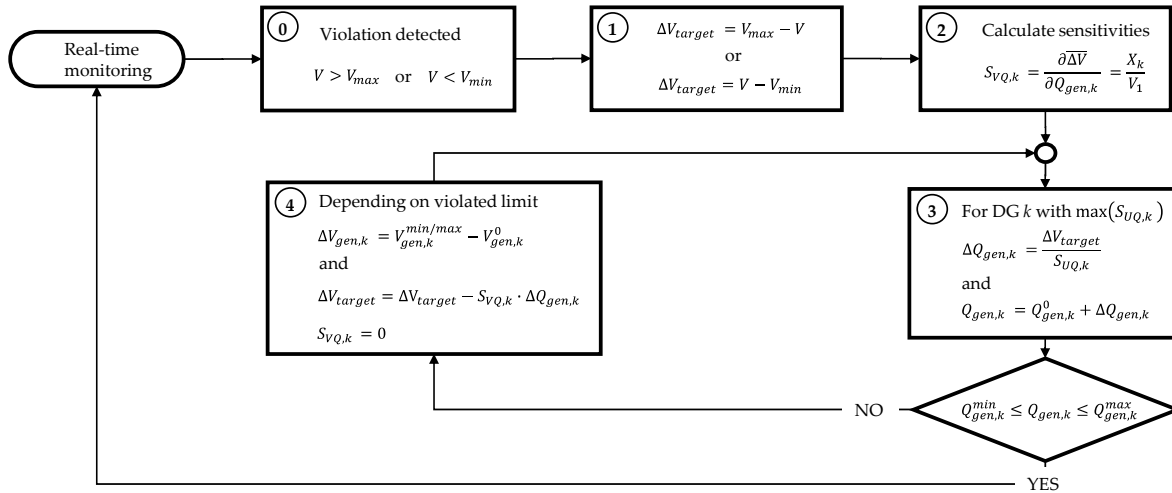 Real-time
monitoring
0
Violation detected
V > V_max or V < V_min
1
ΔV_target = V_max − V
or
ΔV_target = V − V_min
2
Calculate sensitivities
S_VQ,k = ∂ΔV̅ / ∂Q_gen,k = X_k / V_1
4
Depending on violated limit
ΔV_gen,k = V_gen,k^min/max − V_gen,k^0
and
ΔV_target = ΔV_target − S_VQ,k · ΔQ_gen,k
S_VQ,k = 0
3
For DG k with max(S_UQ,k)
ΔQ_gen,k = ΔV_target / S_UQ,k
and
Q_gen,k = Q_gen,k^0 + ΔQ_gen,k
NO
Q_gen,k^min ≤ Q_gen,k ≤ Q_gen,k^max
YES